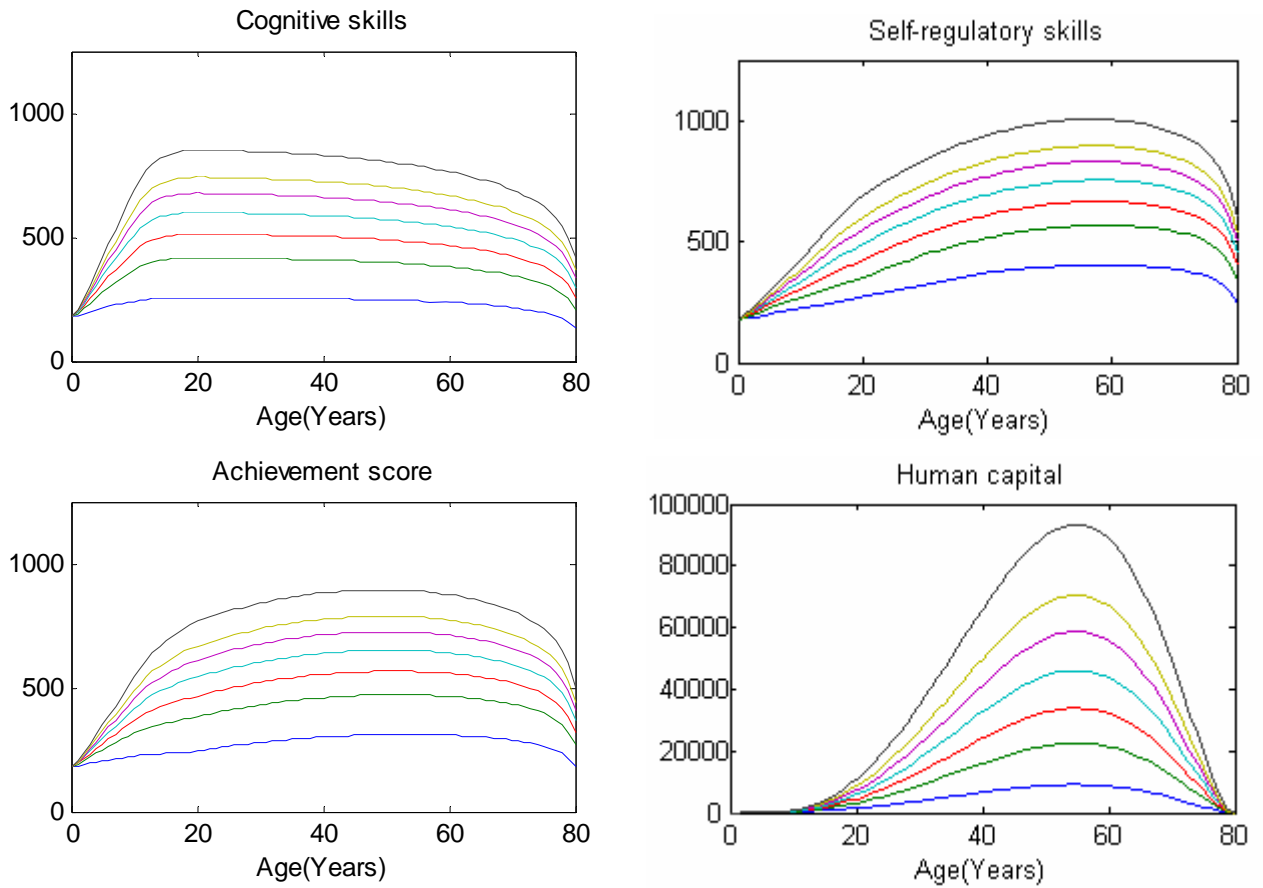 Cognitive skills
1000
500
0
0 20 40 60 80
Age(Years)
Self-regulatory skills
1000
500
0
0 20 40 60 80
Age(Years)
Achievement score
1000
500
0
0 20 40 60 80
Age(Years)
Human capital
100000
80000
60000
40000
20000
0
0 20 40 60 80
Age(Years)